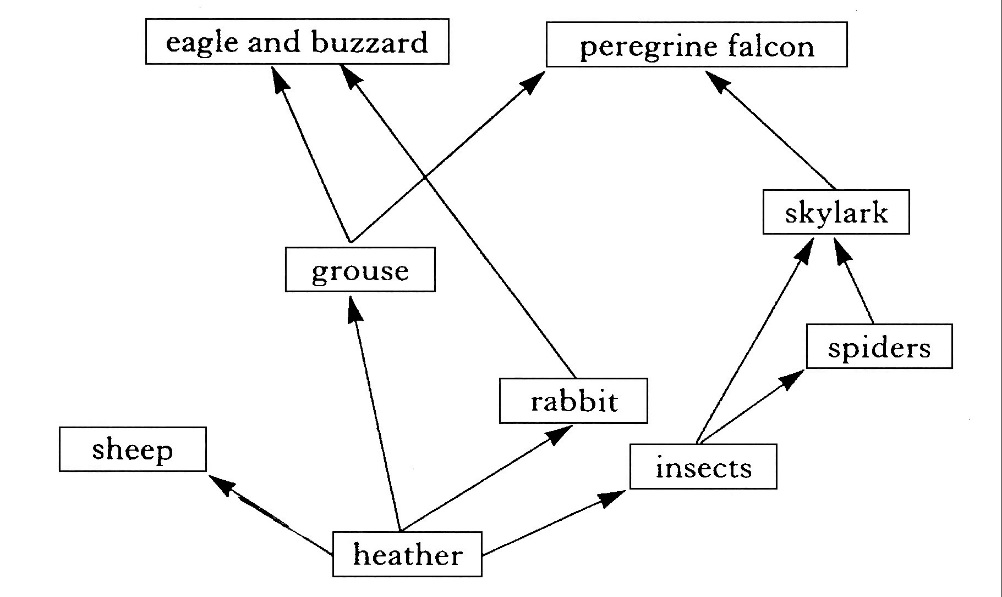 eagle and buzzard
peregrine falcon
skylark
grouse
spiders
rabbit
sheep
insects
heather